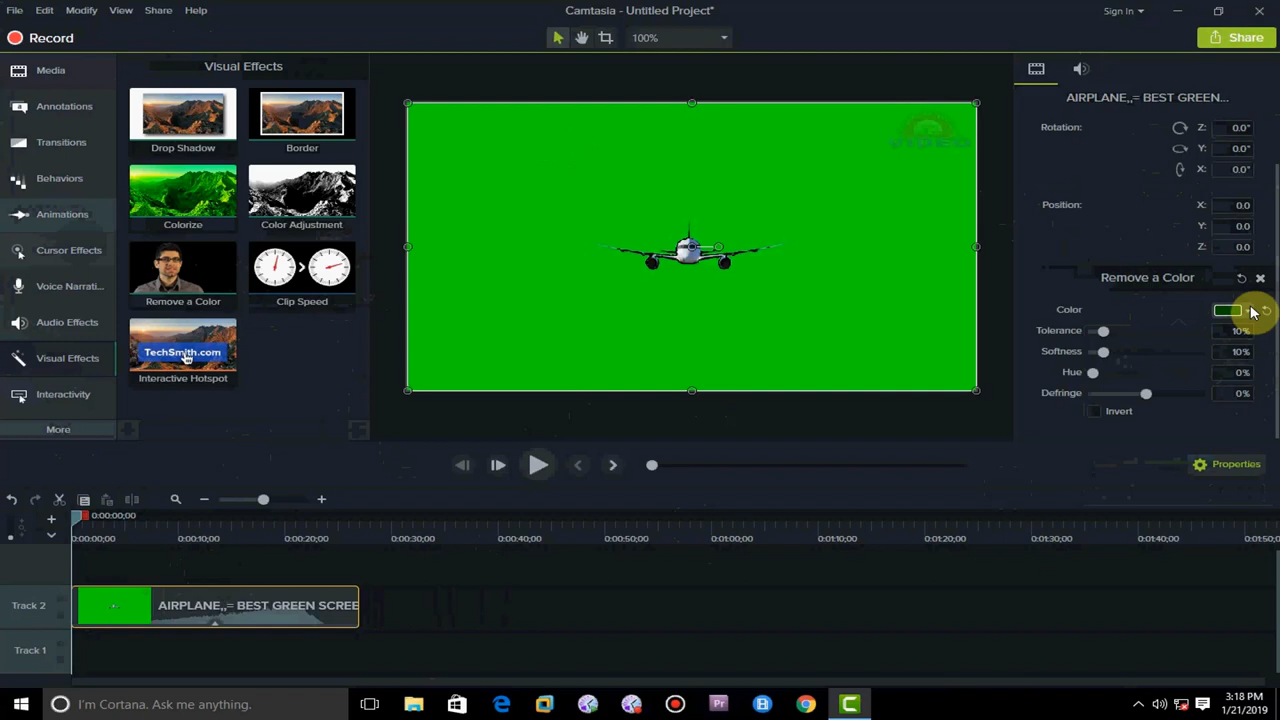 File Edit Modify View Share Help
Camtasia - Untitled Project*
Sign In
Record
100%
Share
Media
Annotations
Transitions
Behaviors
Animations
Cursor Effects
Voice Narrati...
Audio Effects
Visual Effects
Interactivity
More
Visual Effects
Drop Shadow
Border
Colorize
Color Adjustment
Remove a Color
Clip Speed
TechSmith.com
Interactive Hotspot
AIRPLANE,,= BEST GREEN...
Rotation:
Z: 0.0°
Y: 0.0°
X: 0.0°
Position:
X: 0.0
Y: 0.0
Z: 0.0
Remove a Color
Color
Tolerance 10%
Softness 10%
Hue 0%
Defringe 0%
Invert
Properties
0:00:00;00
0:00:00;00 0:00:10;00 0:00:20;00 0:00:30;00 0:00:40;00 0:00:50;00 0:01:00;00 0:01:10;00 0:01:20;00 0:01:30;00 0:01:40;00 0:01:50;0
Track 2
AIRPLANE,,= BEST GREEN SCREE
Track 1
I'm Cortana. Ask me anything.
Pr
3:18 PM
1/21/2019